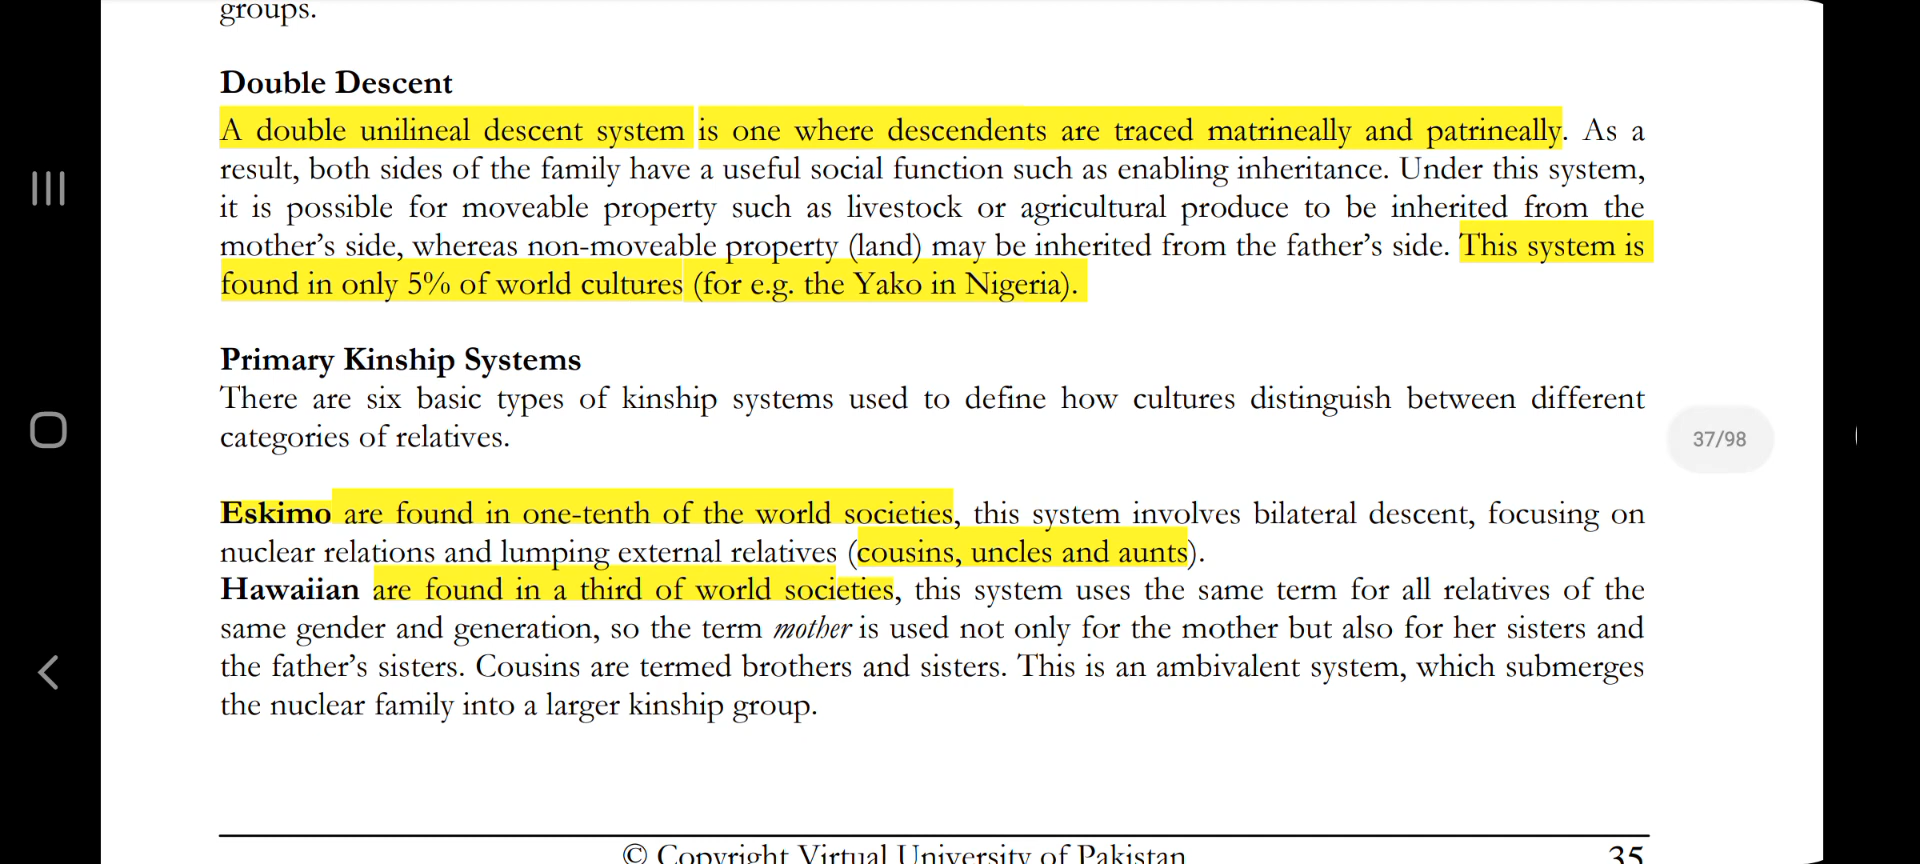 groups.
Double Descent
A double unilineal descent system is one where descendents are traced matrineally and patrineally. As a
result, both sides of the family have a useful social function such as enabling inheritance. Under this system,
it is possible for moveable property such as livestock or agricultural produce to be inherited from the
mother’s side, whereas non-moveable property (land) may be inherited from the father’s side. This system is
found in only 5% of world cultures (for e.g. the Yako in Nigeria).
Primary Kinship Systems
There are six basic types of kinship systems used to define how cultures distinguish between different
categories of relatives.
37/98
Eskimo are found in one-tenth of the world societies, this system involves bilateral descent, focusing on
nuclear relations and lumping external relatives (cousins, uncles and aunts).
Hawaiian are found in a third of world societies, this system uses the same term for all relatives of the
same gender and generation, so the term mother is used not only for the mother but also for her sisters and
the father’s sisters. Cousins are termed brothers and sisters. This is an ambivalent system, which submerges
the nuclear family into a larger kinship group.
© Copyright Virtual University of Pakistan 35